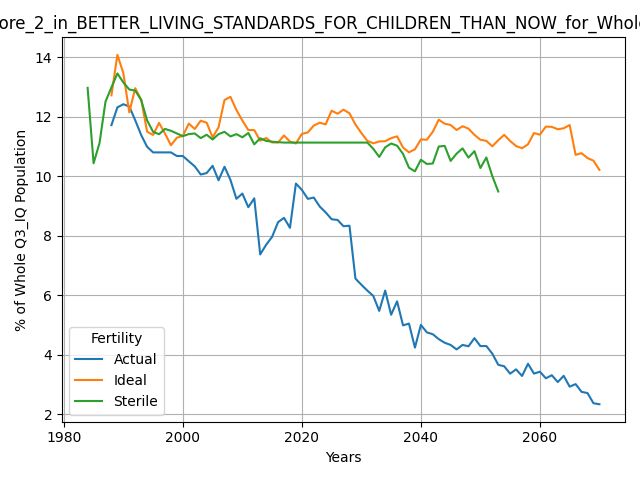 ore_2_in_BETTER_LIVING_STANDARDS_FOR_CHILDREN_THAN_NOW_for_Whole
14
12
10
8
6
4
2
% of Whole Q3_IQ Population
Fertility
Actual
Ideal
Sterile
1980
2000
2020
2040
2060
Years